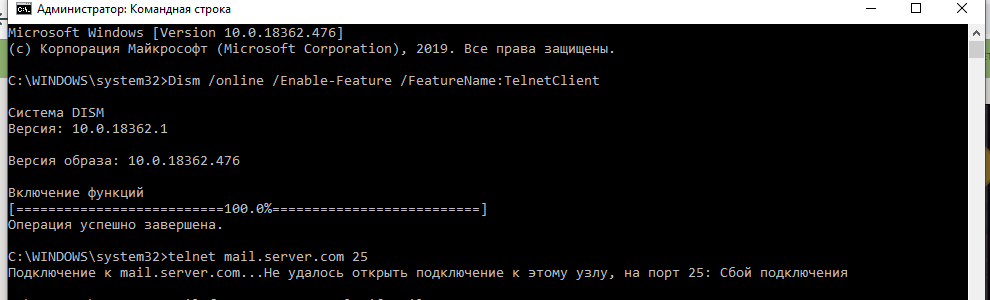 Администратор: Командная строка
Microsoft Windows [Version 10.0.18362.476]
(c) Корпорация Майкрософт (Microsoft Corporation), 2019. Все права защищены.
C:\WINDOWS\system32>Dism /online /Enable-Feature /FeatureName:TelnetClient
Cистема DISM
Версия: 10.0.18362.1
Версия образа: 10.0.18362.476
Включение функций
[==========================100.0%==========================]
Операция успешно завершена.
C:\WINDOWS\system32>telnet mail.server.com 25
Подключение к mail.server.com...Не удалось открыть подключение к этому узлу, на порт 25: Сбой подключения